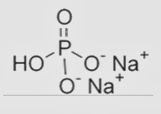 O
HO P O⁻ Na⁺
O⁻ Na⁺